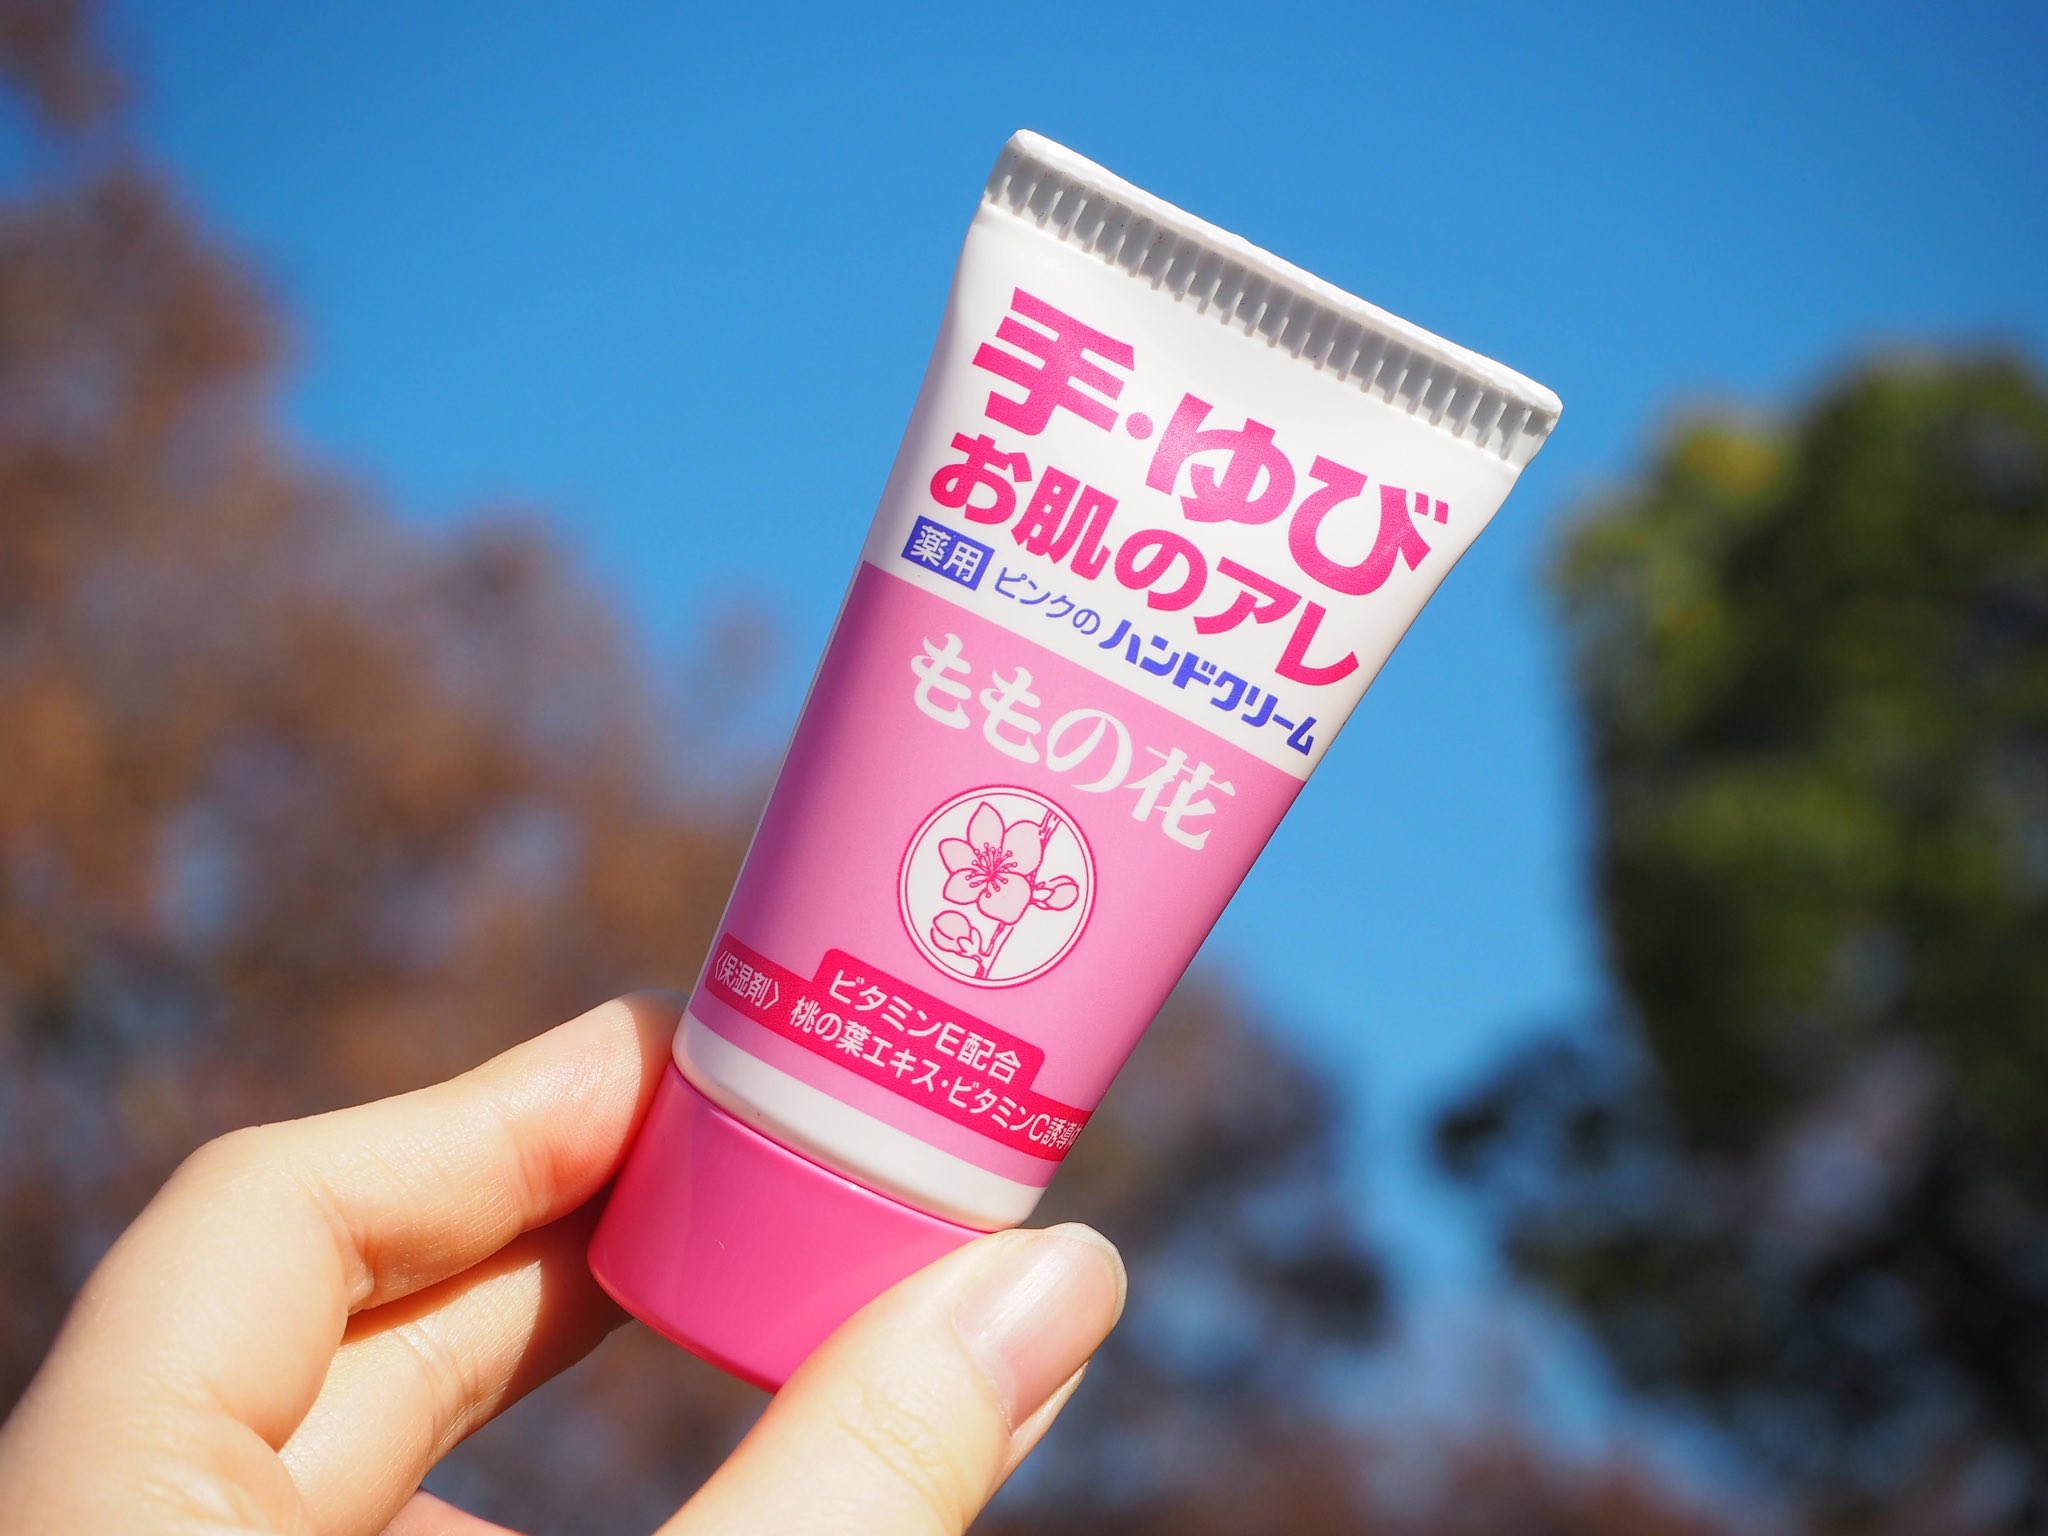 手・ゆび
お肌のアレ
薬用 ピンクのハンドクリーム
ももの花
ビタミンE配合
〈保湿剤〉 桃の葉エキス・ビタミンC誘導